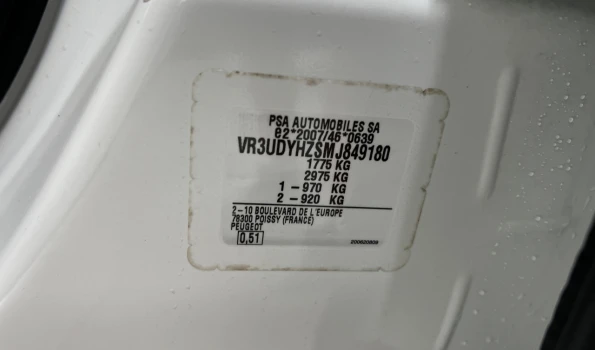 PSA AUTOMOBILES SA
e2*2007/46*0639
VR3UDYHZSMJ849180
1775 KG
2975 KG
1 - 970 KG
2 - 920 KG
2-10 BOULEVARD DE L'EUROPE
78300 POISSY (FRANCE)
PEUGEOT
0,51